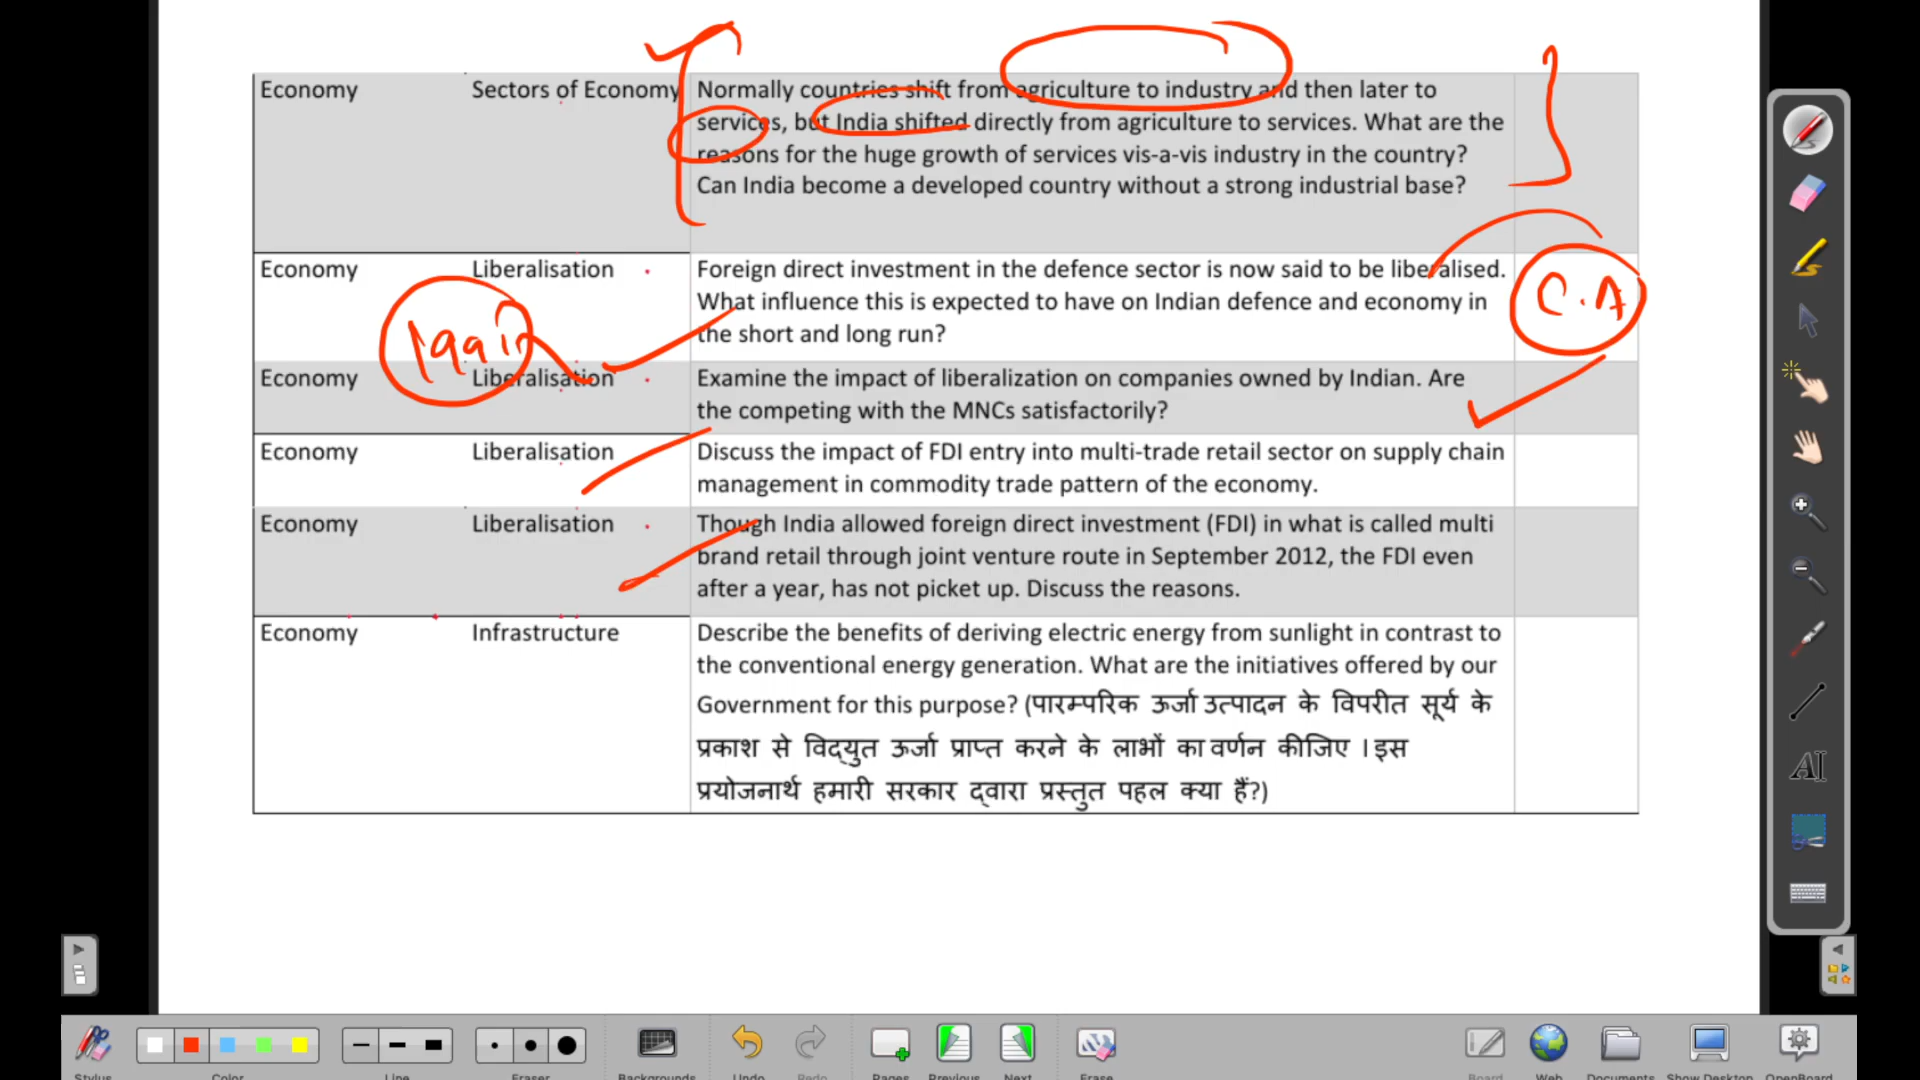 Economy Sectors of Economy Normally countries shift from agriculture to industry and then later to
services, but India shifted directly from agriculture to services. What are the
reasons for the huge growth of services vis-a-vis industry in the country?
Can India become a developed country without a strong industrial base?
Economy Liberalisation Foreign direct investment in the defence sector is now said to be liberalised.
What influence this is expected to have on Indian defence and economy in
the short and long run?
C.A
Economy Liberalisation Examine the impact of liberalization on companies owned by Indian. Are
the competing with the MNCs satisfactorily?
Economy Liberalisation Discuss the impact of FDI entry into multi-trade retail sector on supply chain
management in commodity trade pattern of the economy.
Economy Liberalisation Though India allowed foreign direct investment (FDI) in what is called multi
brand retail through joint venture route in September 2012, the FDI even
after a year, has not picket up. Discuss the reasons.
Economy Infrastructure Describe the benefits of deriving electric energy from sunlight in contrast to
the conventional energy generation. What are the initiatives offered by our
Government for this purpose? (पारम्परिक ऊर्जा उत्पादन के विपरीत सूर्य के
प्रकाश से विद्युत ऊर्जा प्राप्त करने के लाभों का वर्णन कीजिए । इस
प्रयोजनार्थ हमारी सरकार द्वारा प्रस्तुत पहल क्या हैं?)
AI
Stylus Color Line Eraser Backgrounds Undo Redo Pages Previous Next Erase Board Web Documents Show Desktop OpenBoard